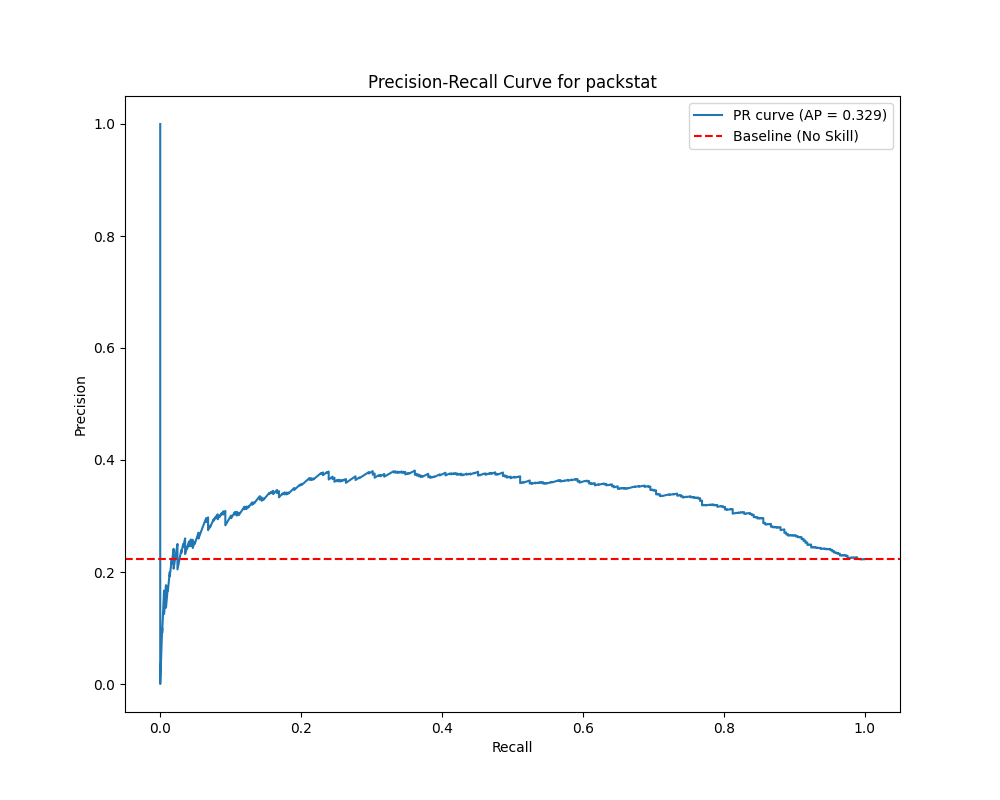 Precision-Recall Curve for packstat
PR curve (AP = 0.329)
Baseline (No Skill)
1.0
0.8
0.6
0.4
0.2
0.0
Precision
0.0 0.2 0.4 0.6 0.8 1.0
Recall